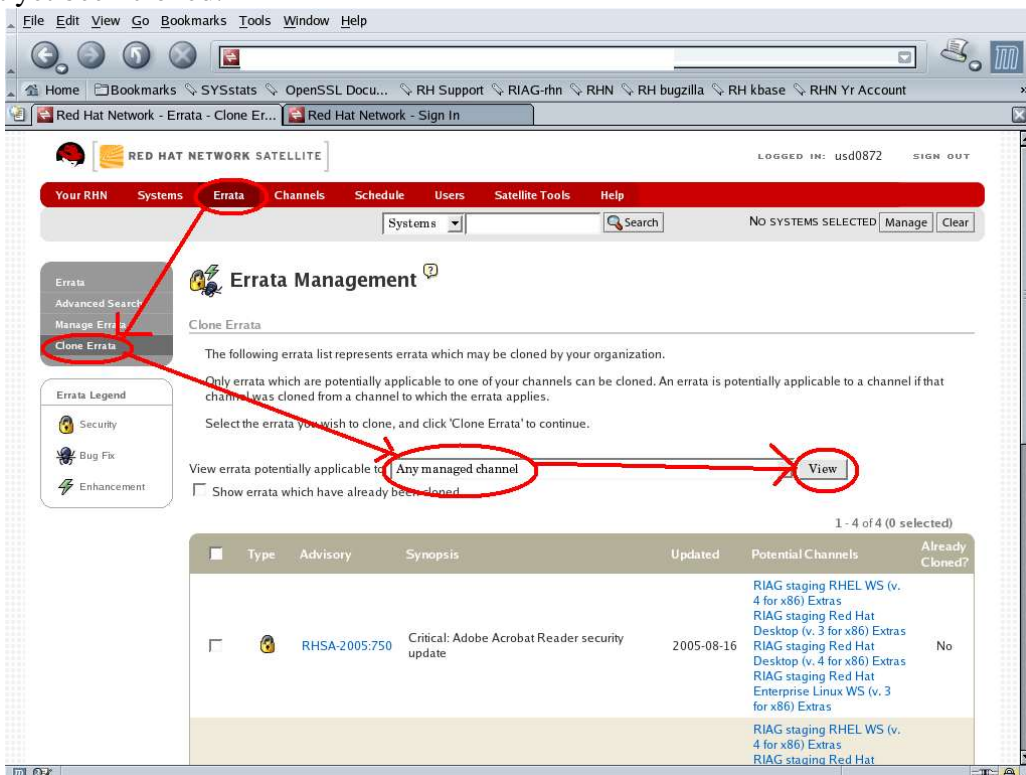 File Edit View Go Bookmarks Tools Window Help
Home Bookmarks SYSstats OpenSSL Docu... RH Support RIAG-rhn RHN RH bugzilla RH kbase RHN Yr Account
Red Hat Network - Errata - Clone Er... Red Hat Network - Sign In
RED HAT NETWORK SATELLITE
LOGGED IN: usd0872 SIGN OUT
Your RHN Systems Errata Channels Schedule Users Satellite Tools Help
Systems Search NO SYSTEMS SELECTED Manage Clear
Errata
Advanced Search
Manage Errata
Clone Errata
Errata Legend
Security
Bug Fix
Enhancement
Errata Management ?
Clone Errata
The following errata list represents errata which may be cloned by your organization.
Only errata which are potentially applicable to one of your channels can be cloned. An errata is potentially applicable to a channel if that
channel was cloned from a channel to which the errata applies.
Select the errata you wish to clone, and click 'Clone Errata' to continue.
View errata potentially applicable to Any managed channel View
Show errata which have already been cloned
1 - 4 of 4 (0 selected)
Type Advisory Synopsis Updated Potential Channels Already Cloned?
RHSA-2005:750 Critical: Adobe Acrobat Reader security update 2005-08-16
RIAG staging RHEL WS (v.
4 for x86) Extras
RIAG staging Red Hat
Desktop (v. 3 for x86) Extras
RIAG staging Red Hat
Desktop (v. 4 for x86) Extras
RIAG staging Red Hat
Enterprise Linux WS (v. 3
for x86) Extras
No
RIAG staging RHEL WS (v.
4 for x86) Extras
RIAG staging Red Hat